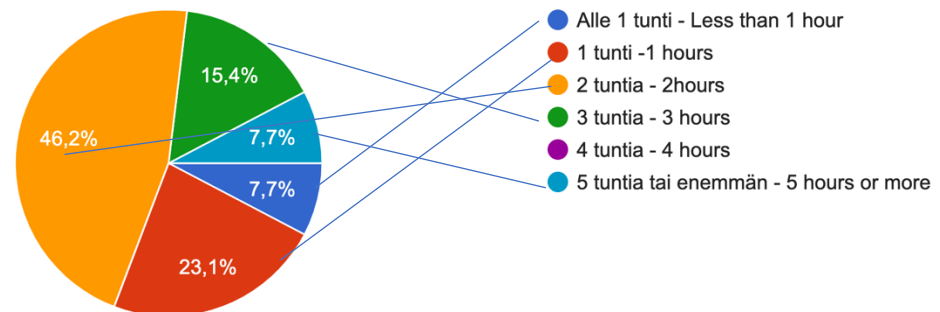 15,4%
46,2%
7,7%
7,7%
23,1%
Alle 1 tunti - Less than 1 hour
1 tunti -1 hours
2 tuntia - 2hours
3 tuntia - 3 hours
4 tuntia - 4 hours
5 tuntia tai enemmän - 5 hours or more